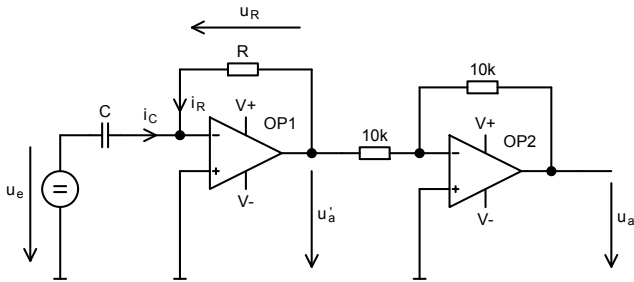 u_R
R
10k
C
i_C
i_R
V+
OP1
10k
V+
OP2
u_e
=
−
+
−
+
V-
V-
u_a'
u_a